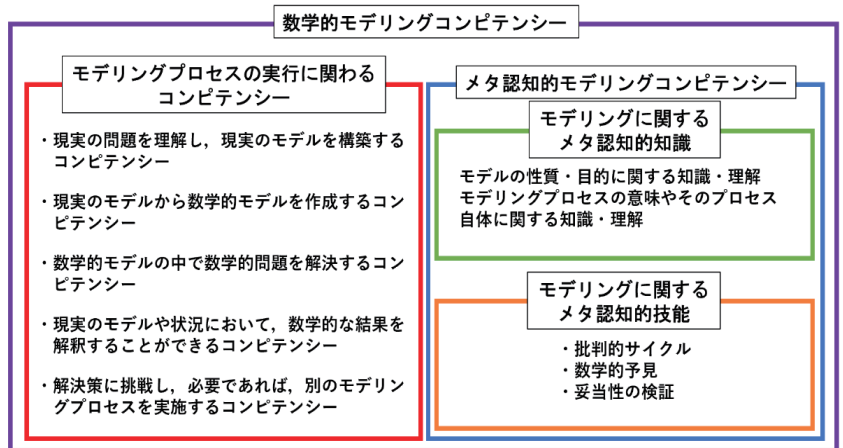 数学的モデリングコンピテンシー
モデリングプロセスの実行に関わる
コンピテンシー
・現実の問題を理解し，現実のモデルを構築する
コンピテンシー
・現実のモデルから数学的モデルを作成するコン
ピテンシー
・数学的モデルの中で数学的問題を解決するコン
ピテンシー
・現実のモデルや状況において，数学的な結果を
解釈することができるコンピテンシー
・解決策に挑戦し，必要であれば，別のモデリン
グプロセスを実施するコンピテンシー
メタ認知的モデリングコンピテンシー
モデリングに関する
メタ認知的知識
モデルの性質・目的に関する知識・理解
モデリングプロセスの意味やそのプロセス
自体に関する知識・理解
モデリングに関する
メタ認知的技能
・批判的サイクル
・数学的予見
・妥当性の検証